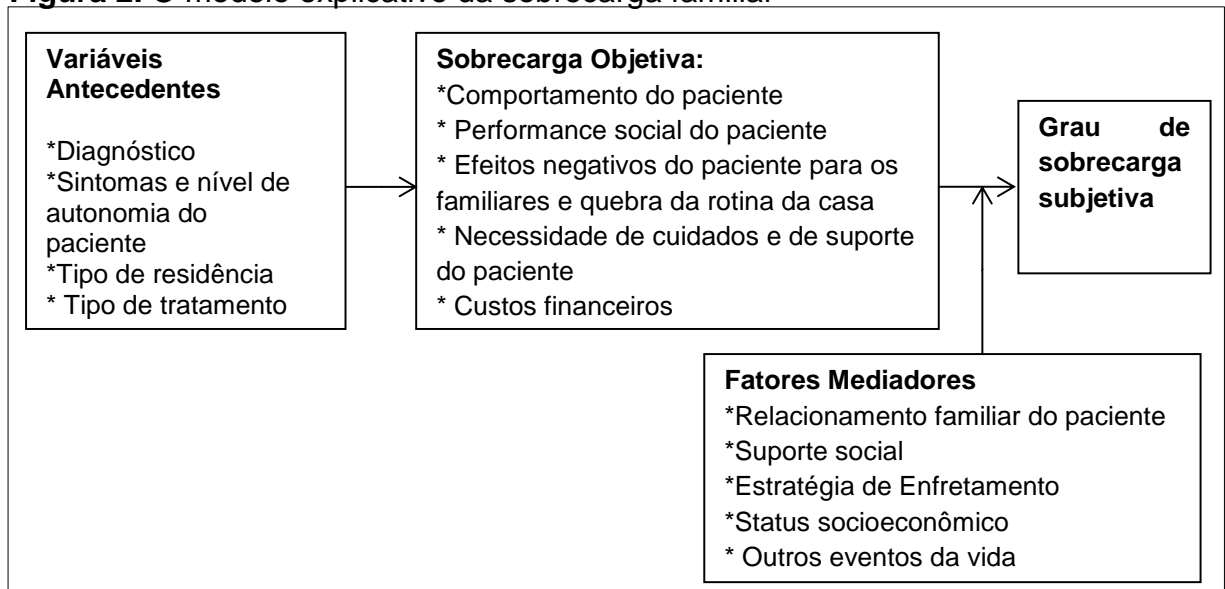 Figura 2. O modelo explicativo da sobrecarga familiar
Variáveis
Antecedentes
*Diagnóstico
*Sintomas e nível de
autonomia do
paciente
*Tipo de residência
* Tipo de tratamento
Sobrecarga Objetiva:
*Comportamento do paciente
* Performance social do paciente
* Efeitos negativos do paciente para os
familiares e quebra da rotina da casa
* Necessidade de cuidados e de suporte
do paciente
* Custos financeiros
Grau de
sobrecarga
subjetiva
Fatores Mediadores
*Relacionamento familiar do paciente
*Suporte social
*Estratégia de Enfretamento
*Status socioeconômico
* Outros eventos da vida